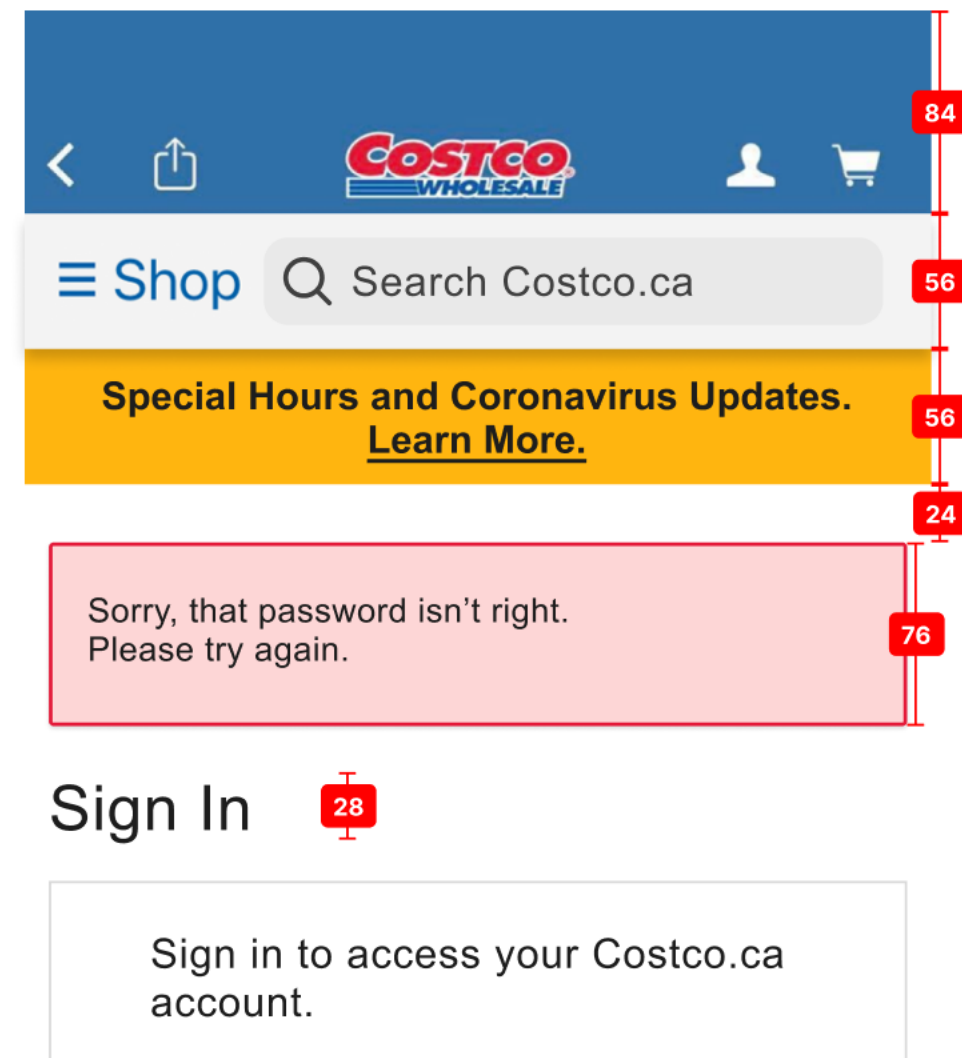 84
COSTCO
WHOLESALE
Shop Search Costco.ca
56
Special Hours and Coronavirus Updates.
Learn More.
56
24
Sorry, that password isn’t right.
Please try again.
76
Sign In
28
Sign in to access your Costco.ca
account.